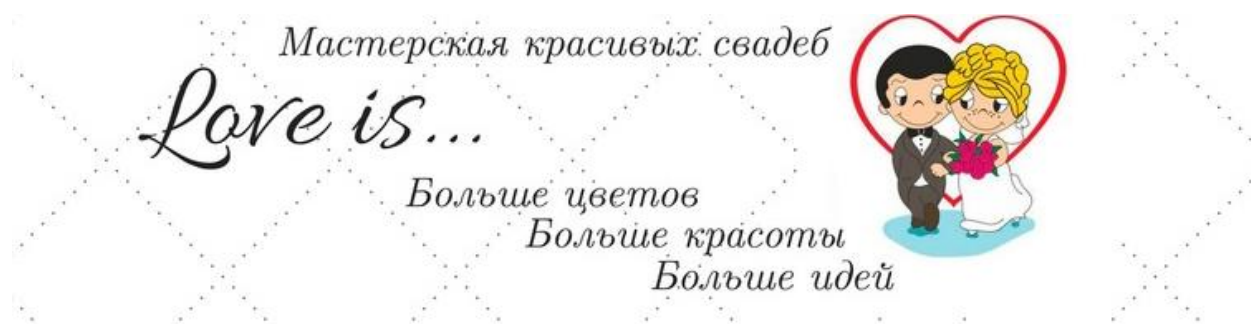 Мастерская красивых свадеб
Love is...
Больше цветов
Больше красоты
Больше идей